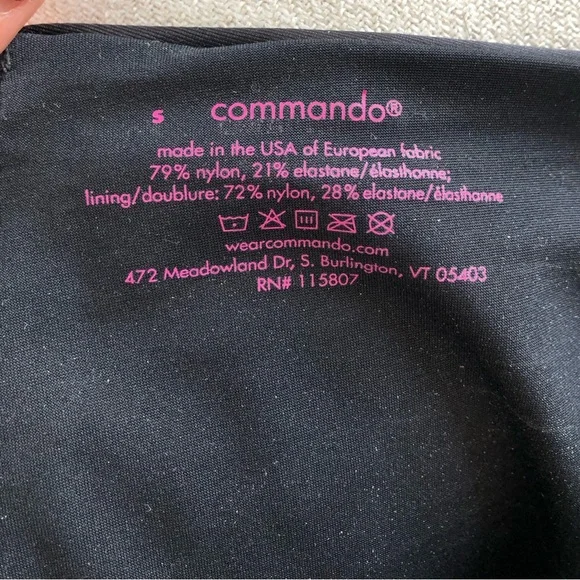 s commando®
made in the USA of European fabric
79% nylon, 21% elastane/élasthanne;
lining/doublure: 72% nylon, 28% elastane/élasthanne
wearcommando.com
472 Meadowland Dr, S. Burlington, VT 05403
RN# 115807